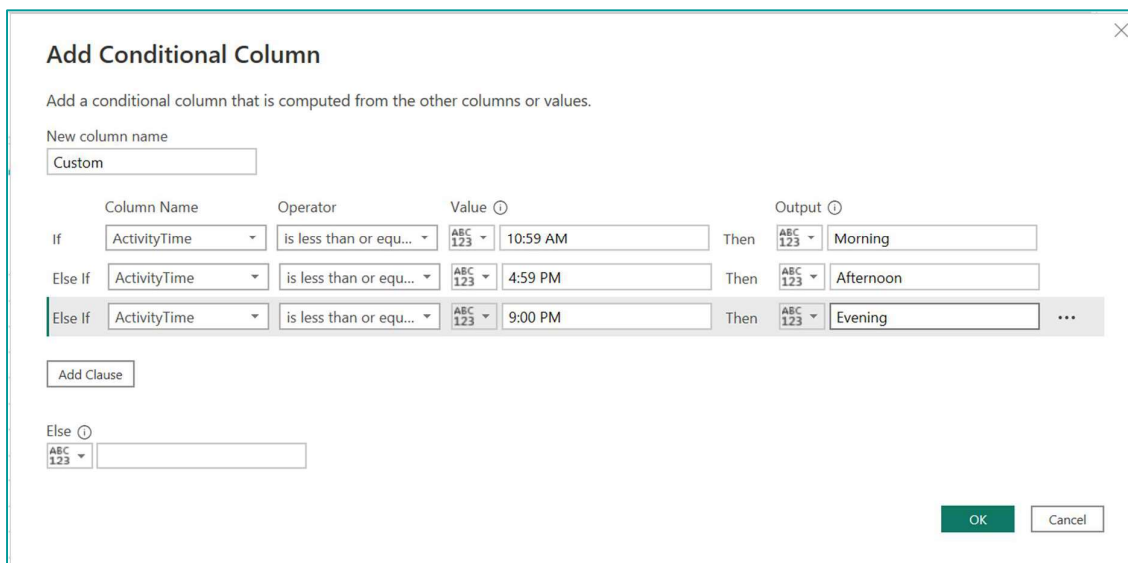 Add Conditional Column
Add a conditional column that is computed from the other columns or values.
New column name
Custom
Column Name Operator Value Output
If ActivityTime is less than or equ... ABC 123 10:59 AM Then ABC 123 Morning
Else If ActivityTime is less than or equ... ABC 123 4:59 PM Then ABC 123 Afternoon
Else If ActivityTime is less than or equ... ABC 123 9:00 PM Then ABC 123 Evening ...
Add Clause
Else
ABC 123
OK Cancel